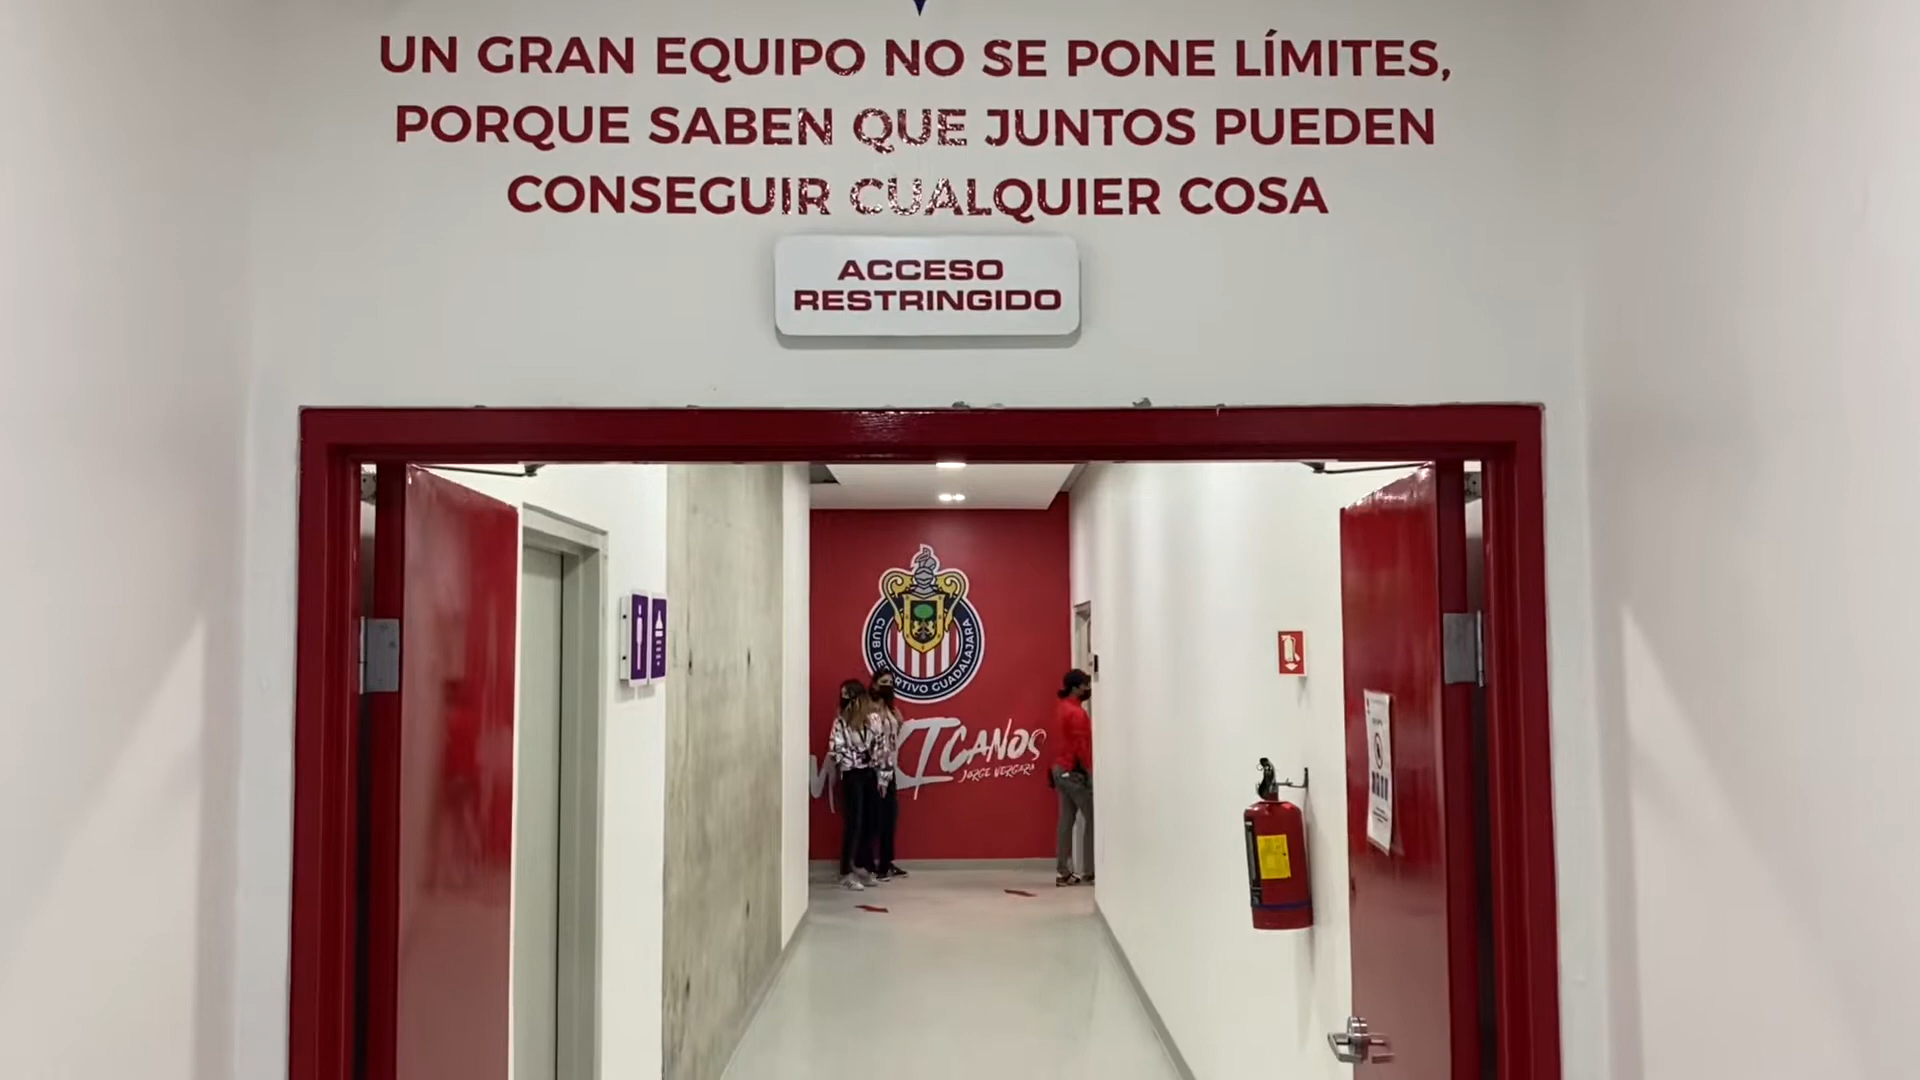 UN GRAN EQUIPO NO SE PONE LÍMITES,
PORQUE SABEN QUE JUNTOS PUEDEN
CONSEGUIR CUALQUIER COSA
ACCESO
RESTRINGIDO
CLUB DEPORTIVO GUADALAJARA
JORGE VERGARA